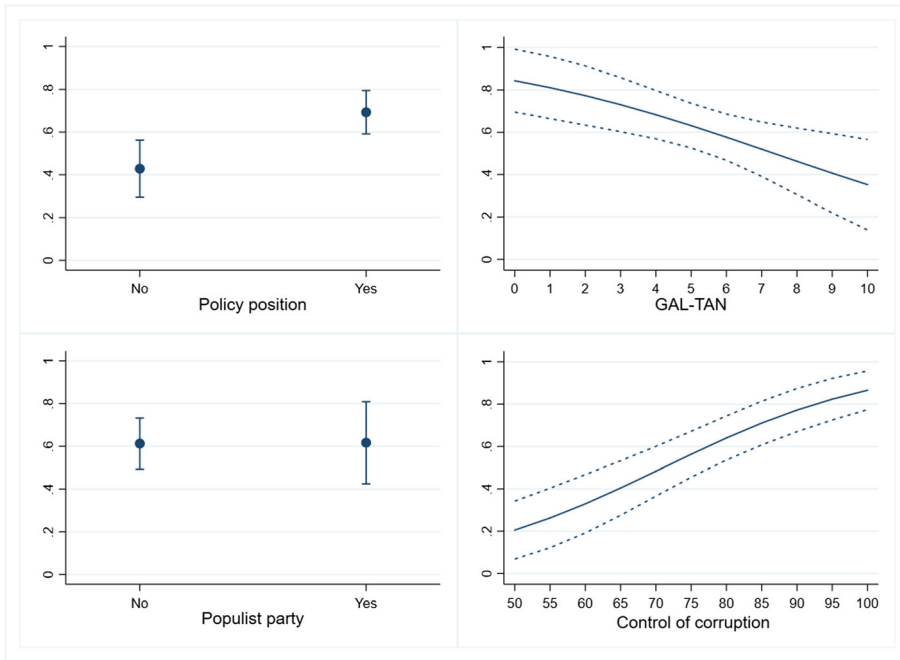 1
.8
.6
.4
.2
0
No
Yes
Policy position
1
.8
.6
.4
.2
0
0 1 2 3 4 5 6 7 8 9 10
GAL-TAN
1
.8
.6
.4
.2
0
No
Yes
Populist party
1
.8
.6
.4
.2
0
50 55 60 65 70 75 80 85 90 95 100
Control of corruption